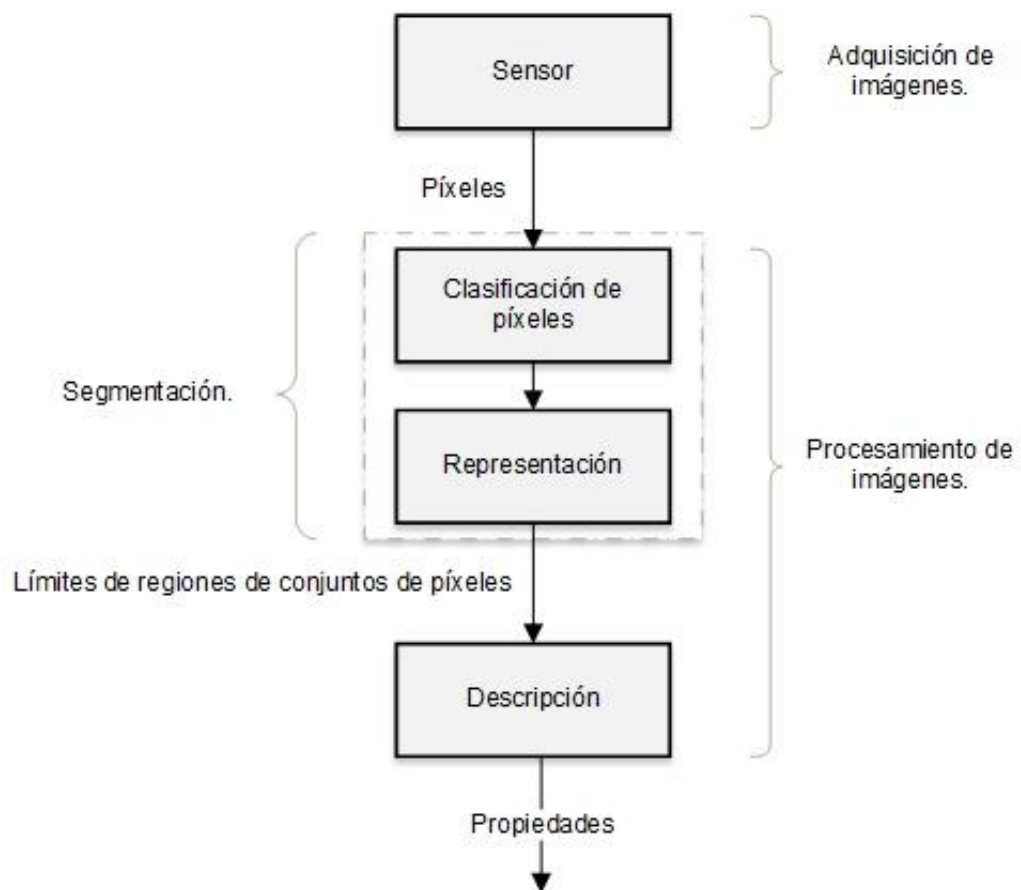 Sensor
Adquisición de
imágenes.
Píxeles
Clasificación de
píxeles
Segmentación.
Representación
Procesamiento de
imágenes.
Límites de regiones de conjuntos de píxeles
Descripción
Propiedades